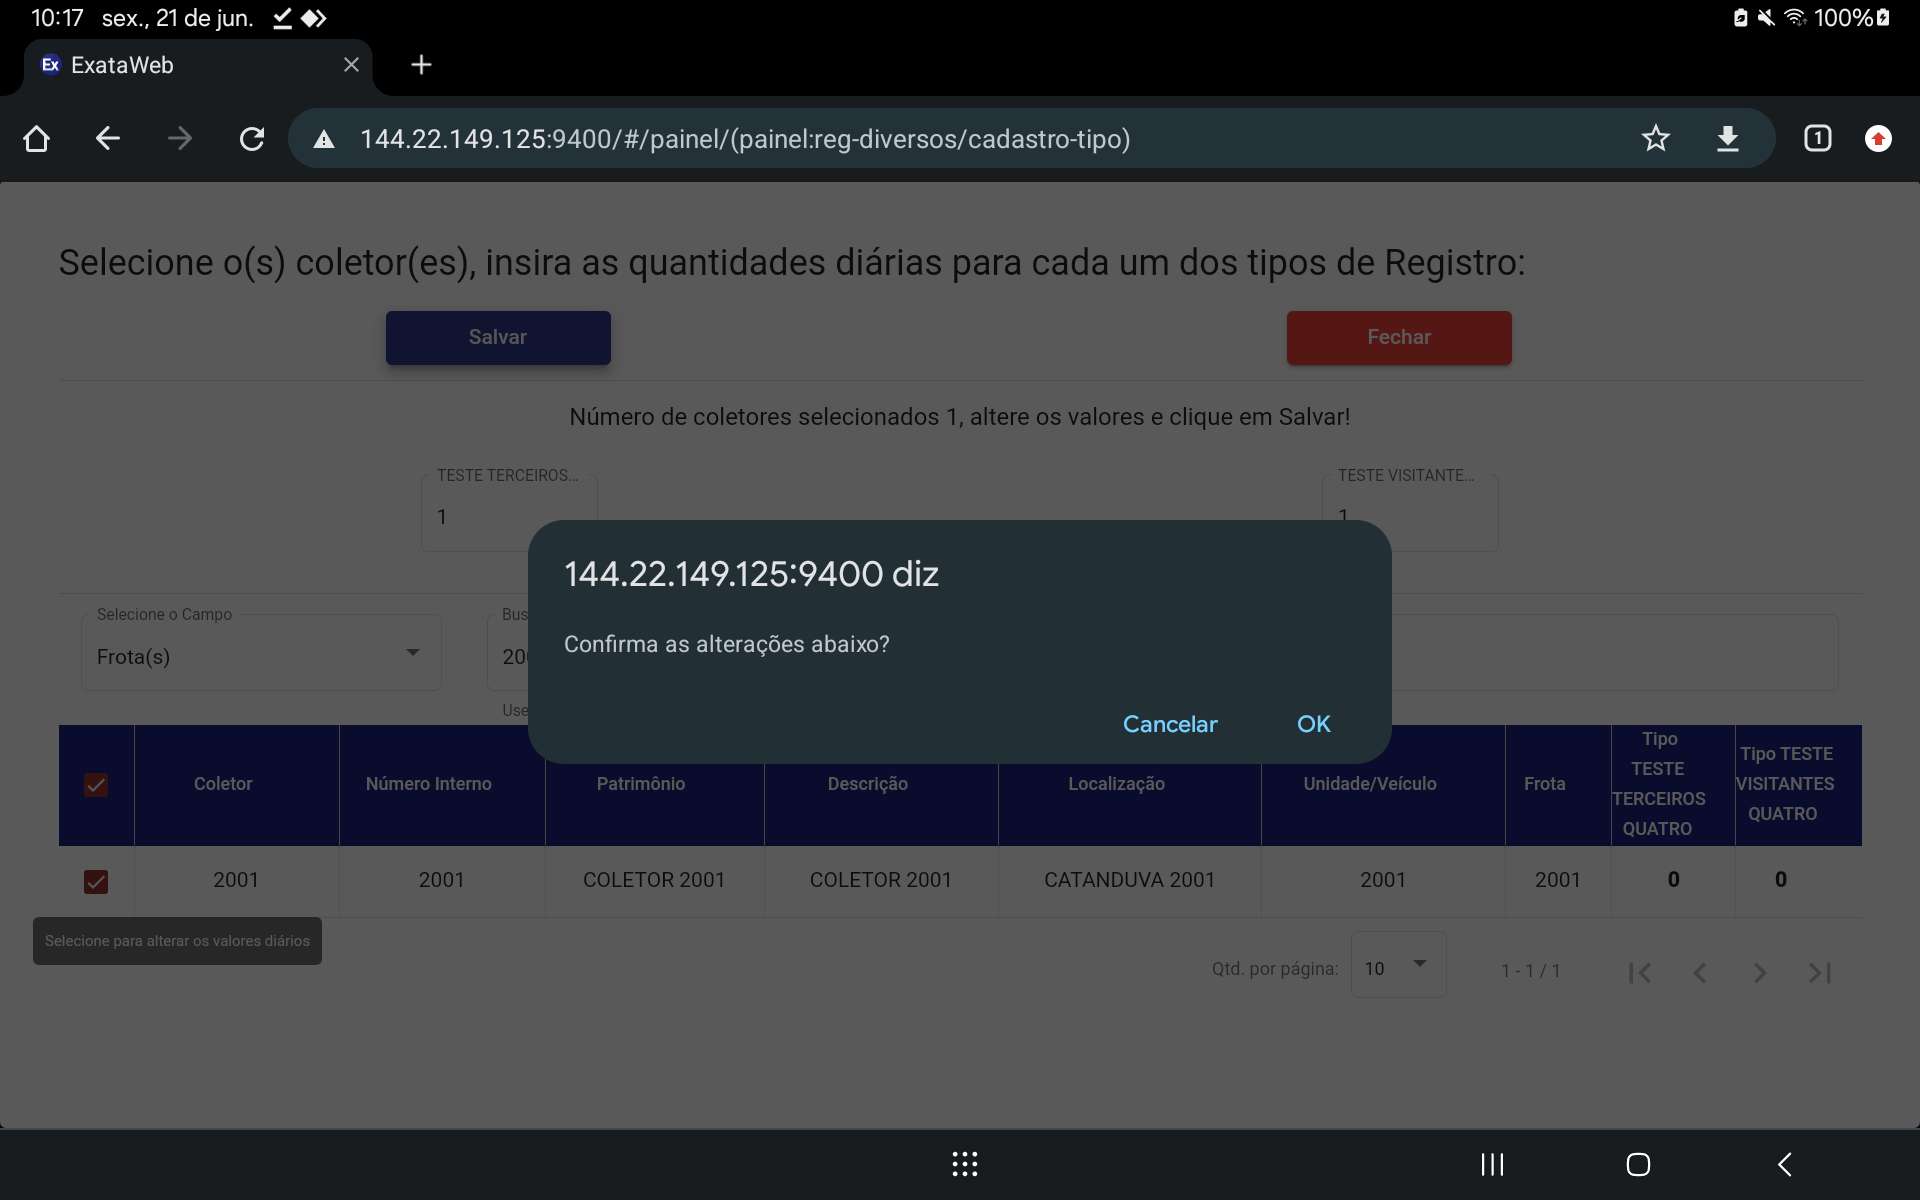 10:17 sex., 21 de jun.
100%
Ex ExataWeb
144.22.149.125:9400/#/painel/(painel:reg-diversos/cadastro-tipo)
1
Selecione o(s) coletor(es), insira as quantidades diárias para cada um dos tipos de Registro:
Salvar
Fechar
Número de coletores selecionados 1, altere os valores e clique em Salvar!
TESTE TERCEIROS...
TESTE VISITANTE...
1
1
144.22.149.125:9400 diz
Confirma as alterações abaixo?
Cancelar
OK
Selecione o Campo
Frota(s)
Coletor
Número Interno
Patrimônio
Descrição
Localização
Unidade/Veículo
Frota
Tipo
TESTE
TERCEIROS
QUATRO
Tipo TESTE
VISITANTES
QUATRO
2001
2001
COLETOR 2001
COLETOR 2001
CATANDUVA 2001
2001
2001
0
0
Selecione para alterar os valores diários
Qtd. por página:
10
1 - 1 / 1